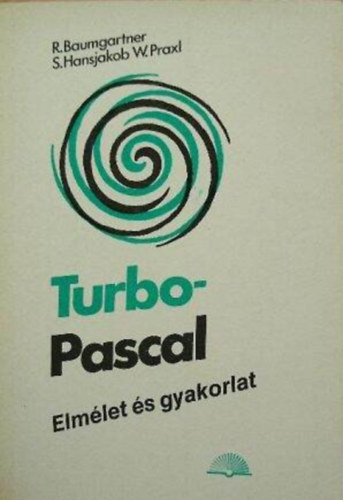 R.Baumgartner
S.Hansjakob W.Praxl
Turbo-
Pascal
Elmélet és gyakorlat